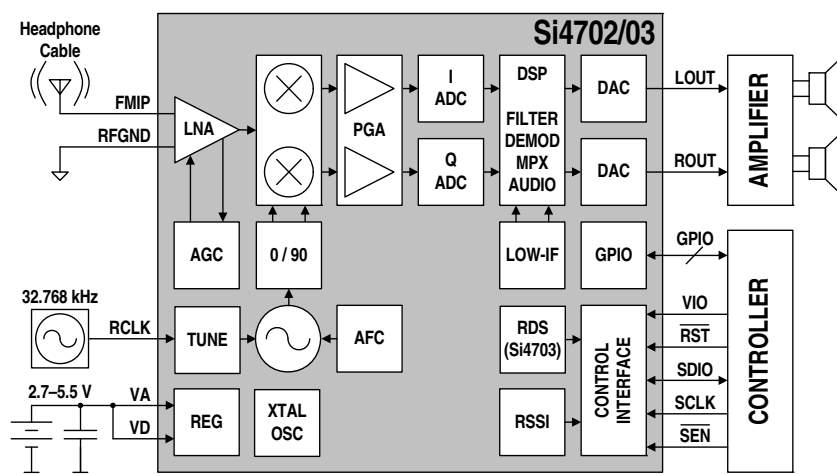 Si4702/03
Headphone
Cable
FMIP
RFGND
LNA
PGA
I
ADC
Q
ADC
DSP
FILTER
DEMOD
MPX
AUDIO
DAC
DAC
LOUT
ROUT
AMPLIFIER
AGC
0 / 90
LOW-IF
GPIO
GPIO
32.768 kHz
RCLK
TUNE
AFC
RDS
(Si4703)
CONTROL
INTERFACE
VIO
RST
SDIO
SCLK
SEN
CONTROLLER
2.7–5.5 V
VA
VD
REG
XTAL
OSC
RSSI